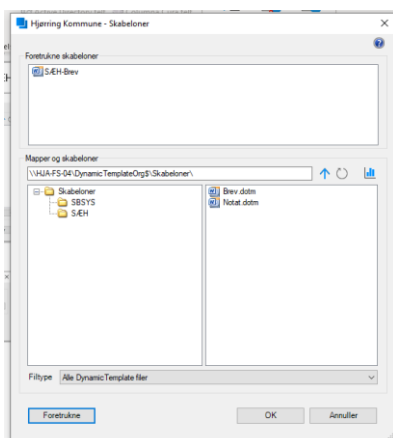 Hjørring Kommune - Skabeloner
Foretrukne skabeloner
SÆH-Brev
Mapper og skabeloner
\\HJA-FS-04\DynamicTemplateOrg$\Skabeloner\
Skabeloner
SBSYS
SÆH
Brev.dotm
Notat.dotm
Filtype Alle DynamicTemplate filer
Foretrukne OK Annuller